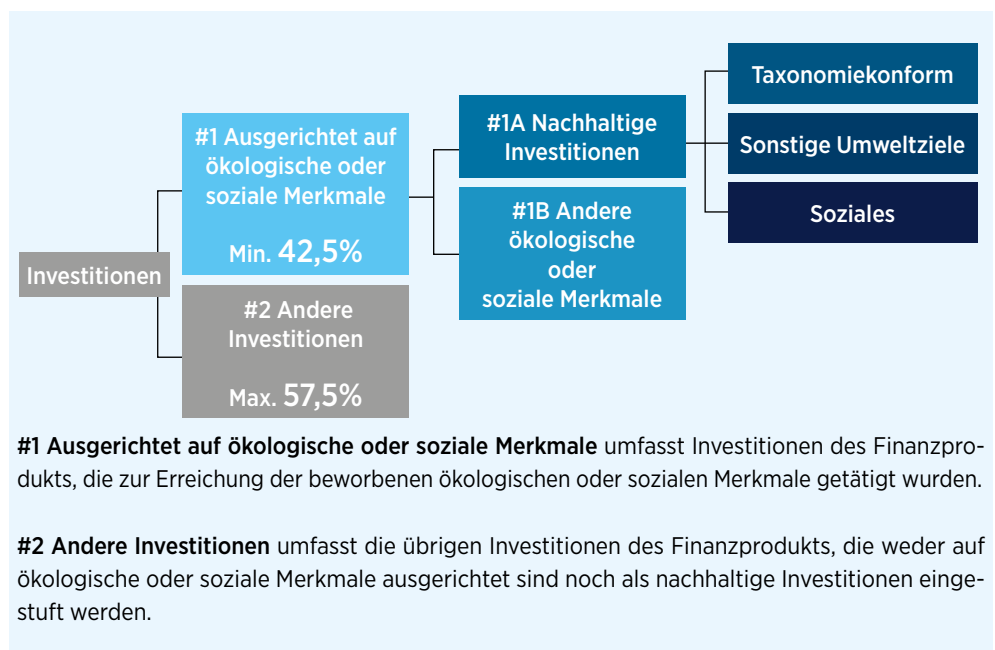 Investitionen
#1 Ausgerichtet auf
ökologische oder
soziale Merkmale
Min. 42,5%
#2 Andere
Investitionen
Max. 57,5%
#1A Nachhaltige
Investitionen
#1B Andere
ökologische
oder
soziale Merkmale
Taxonomiekonform
Sonstige Umweltziele
Soziales
#1 Ausgerichtet auf ökologische oder soziale Merkmale umfasst Investitionen des Finanzpro-
dukts, die zur Erreichung der beworbenen ökologischen oder sozialen Merkmale getätigt wurden.
#2 Andere Investitionen umfasst die übrigen Investitionen des Finanzprodukts, die weder auf
ökologische oder soziale Merkmale ausgerichtet sind noch als nachhaltige Investitionen einge-
stuft werden.